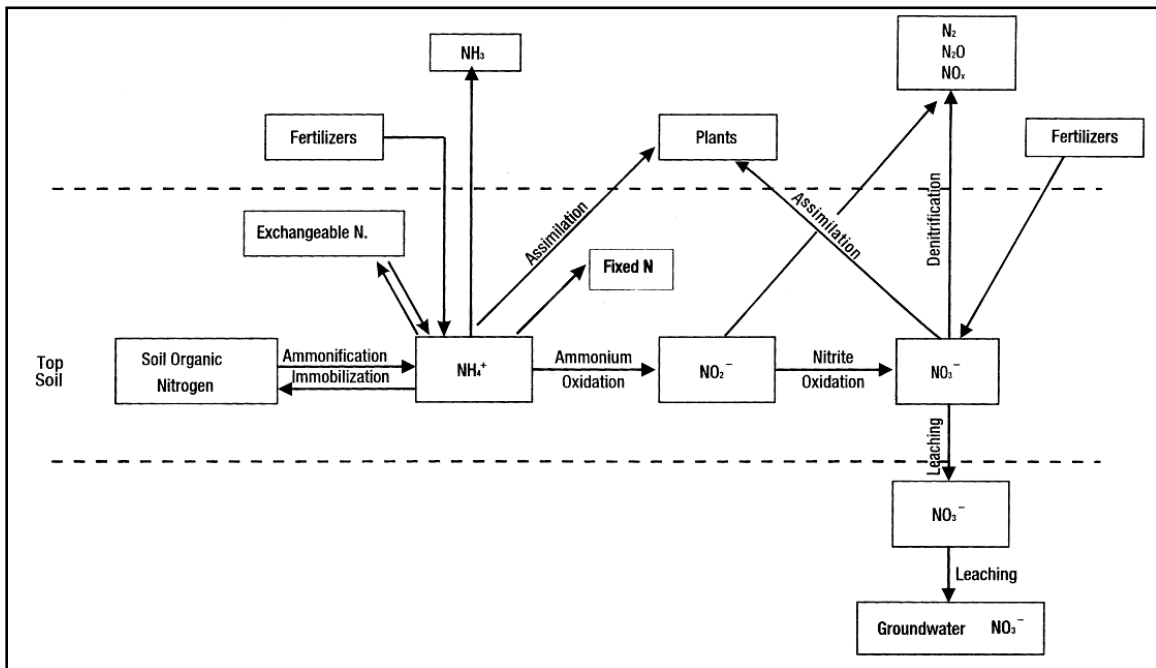 N₂
N₂O
NOₓ
NH₃
Fertilizers
Plants
Fertilizers
Assimilation
Assimilation
Denitrification
Exchangeable N.
Fixed N
Top
Soil
Soil Organic
Nitrogen
Ammonification
Immobilization
NH₄⁺
Ammonium
Oxidation
NO₂⁻
Nitrite
Oxidation
NO₃⁻
Leaching
NO₃⁻
Leaching
Groundwater NO₃⁻